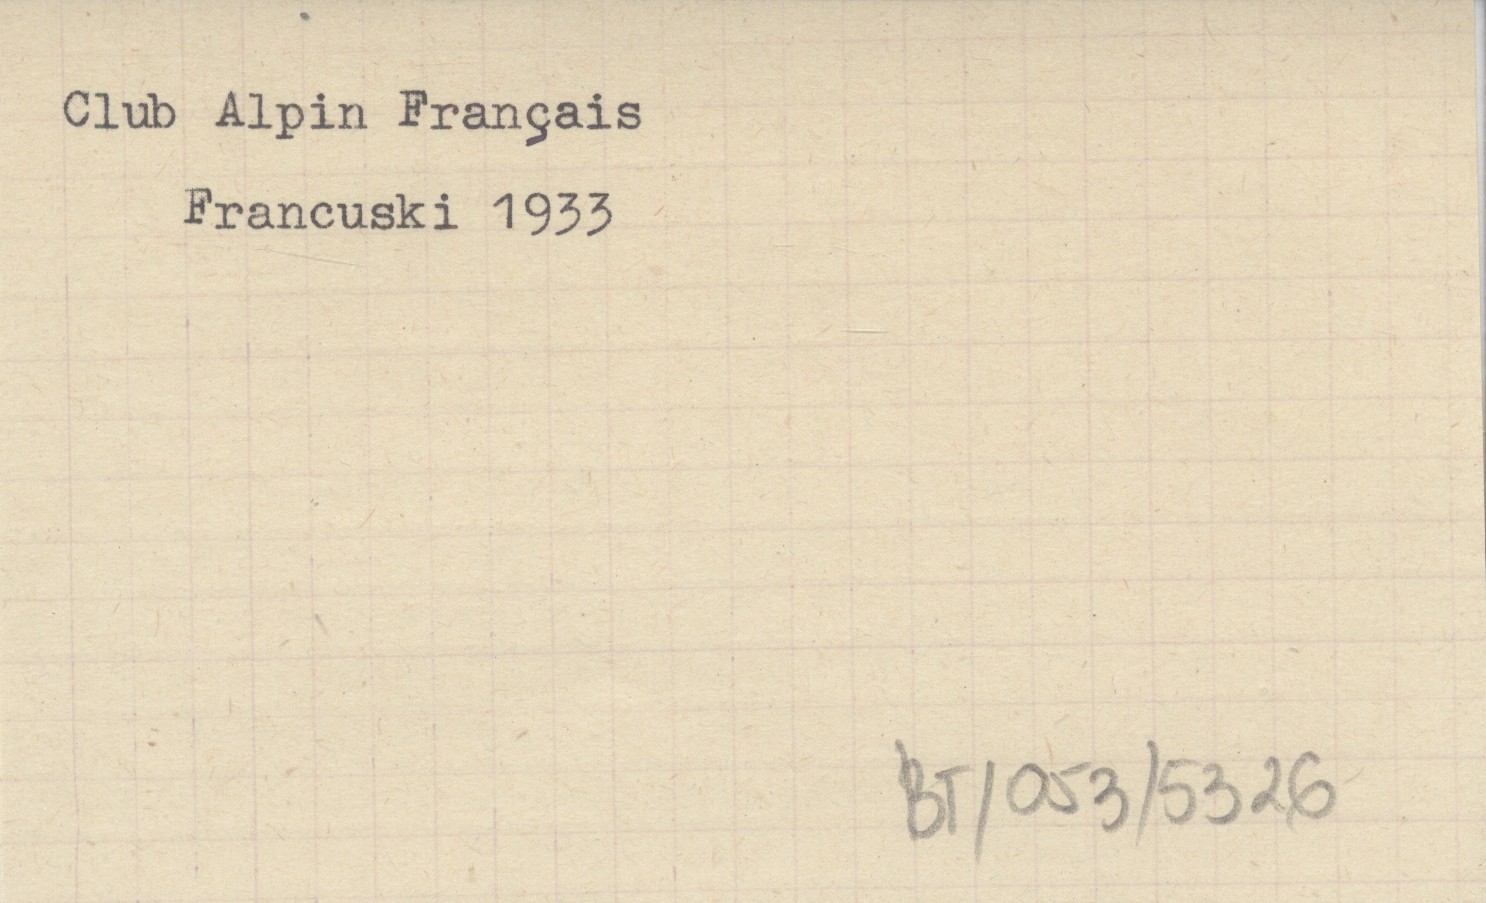 Club Alpin Français
Francuski 1933
BT/053/5326